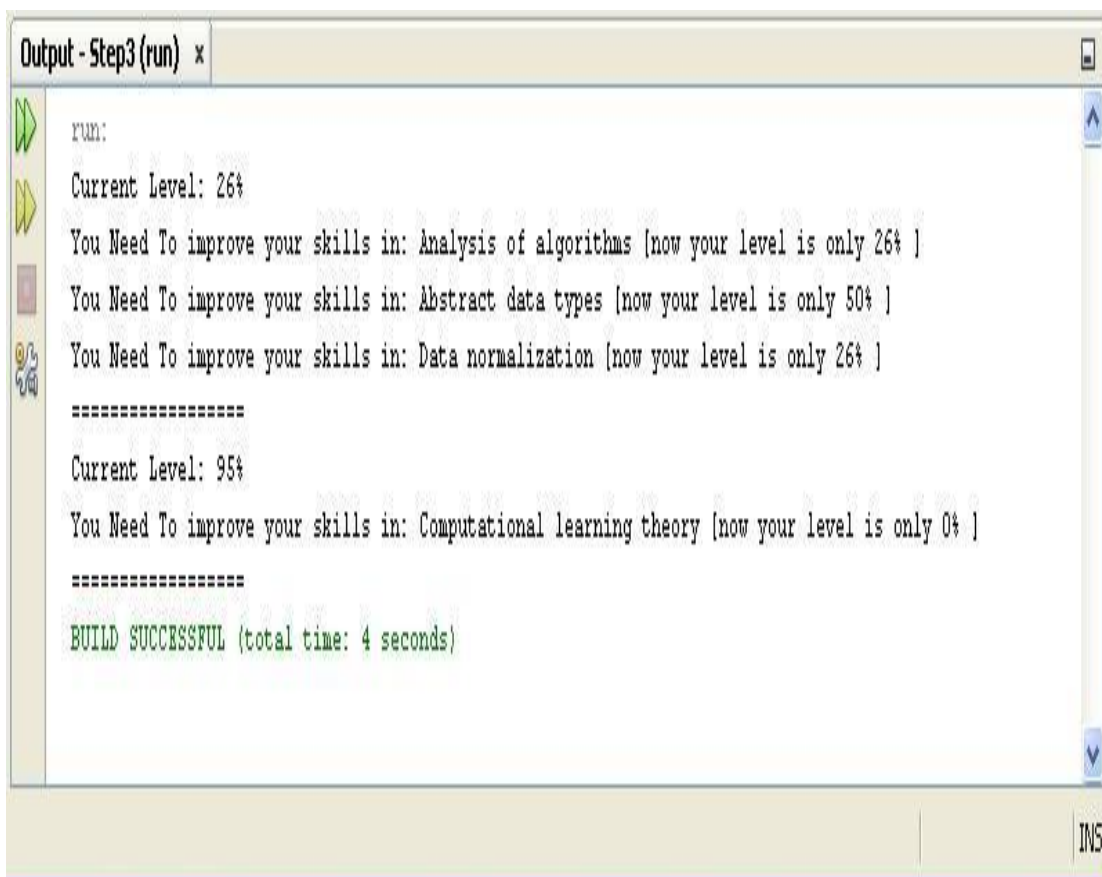 Output - Step3 (run) x
run:
Current Level: 26%
You Need To improve your skills in: Analysis of algorithms [now your level is only 26% ]
You Need To improve your skills in: Abstract data types [now your level is only 50% ]
You Need To improve your skills in: Data normalization [now your level is only 26% ]
==================
Current Level: 95%
You Need To improve your skills in: Computational learning theory [now your level is only 0% ]
==================
BUILD SUCCESSFUL (total time: 4 seconds)
INS